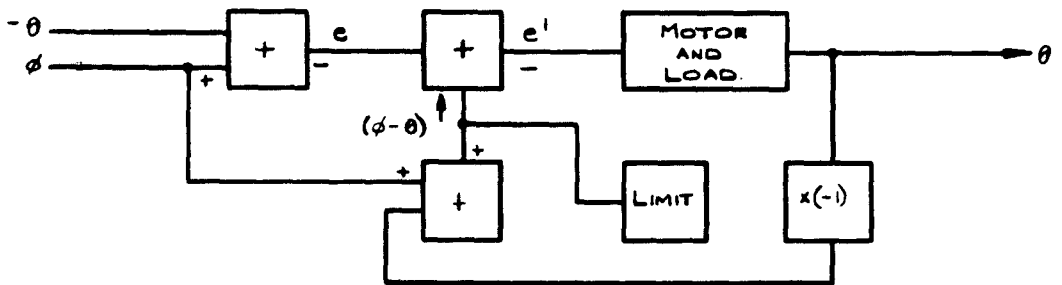 -θ
φ
+
+
e
-
+
e'
-
MOTOR
AND
LOAD.
θ
(φ-θ)
+
+
+
LIMIT
x(-1)